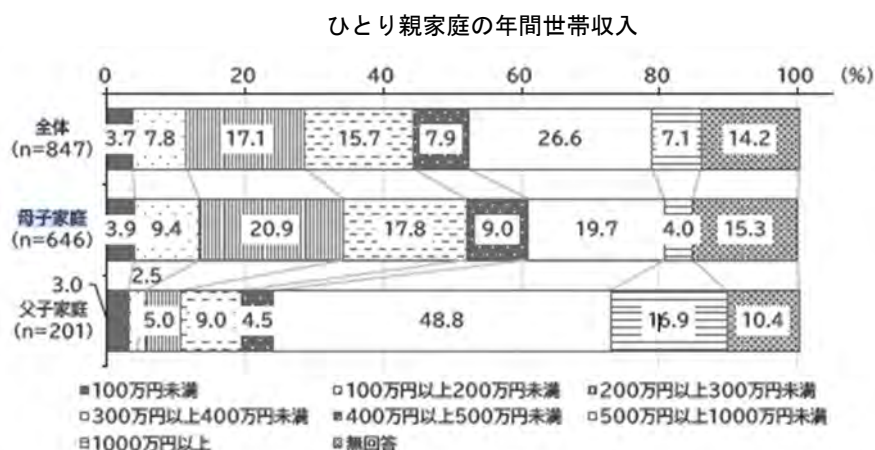 ひとり親家庭の年間世帯収入
0 20 40 60 80 100 (%)
全体
(n=847)
3.7 7.8 17.1 15.7 7.9 26.6 7.1 14.2
母子家庭
(n=646)
3.9 9.4 20.9 17.8 9.0 19.7 4.0 15.3
3.0 2.5
父子家庭
(n=201)
5.0 9.0 4.5 48.8 16.9 10.4
100万円未満 100万円以上200万円未満 200万円以上300万円未満
300万円以上400万円未満 400万円以上500万円未満 500万円以上1000万円未満
1000万円以上 無回答